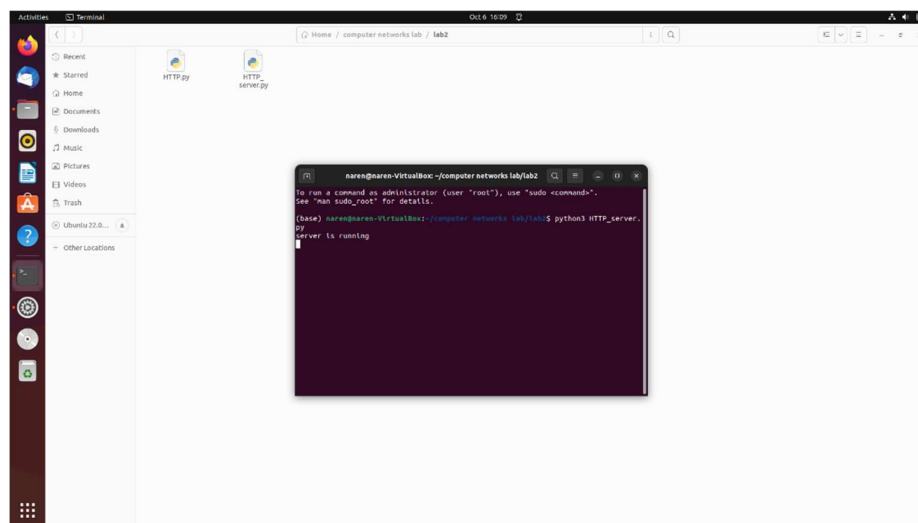 Activities
Terminal
Oct 6 16:09
Home / computer networks lab / lab2
Recent
Starred
Home
Documents
Downloads
Music
Pictures
Videos
Trash
Ubuntu 22.0...
Other Locations
HTTP.py
HTTP_
server.py
naren@naren-VirtualBox: ~/computer networks lab/lab2
To run a command as administrator (user "root"), use "sudo <command>".
See "man sudo_root" for details.
(base) naren@naren-VirtualBox:~/computer networks lab/lab2$ python3 HTTP_server.
py
server is running